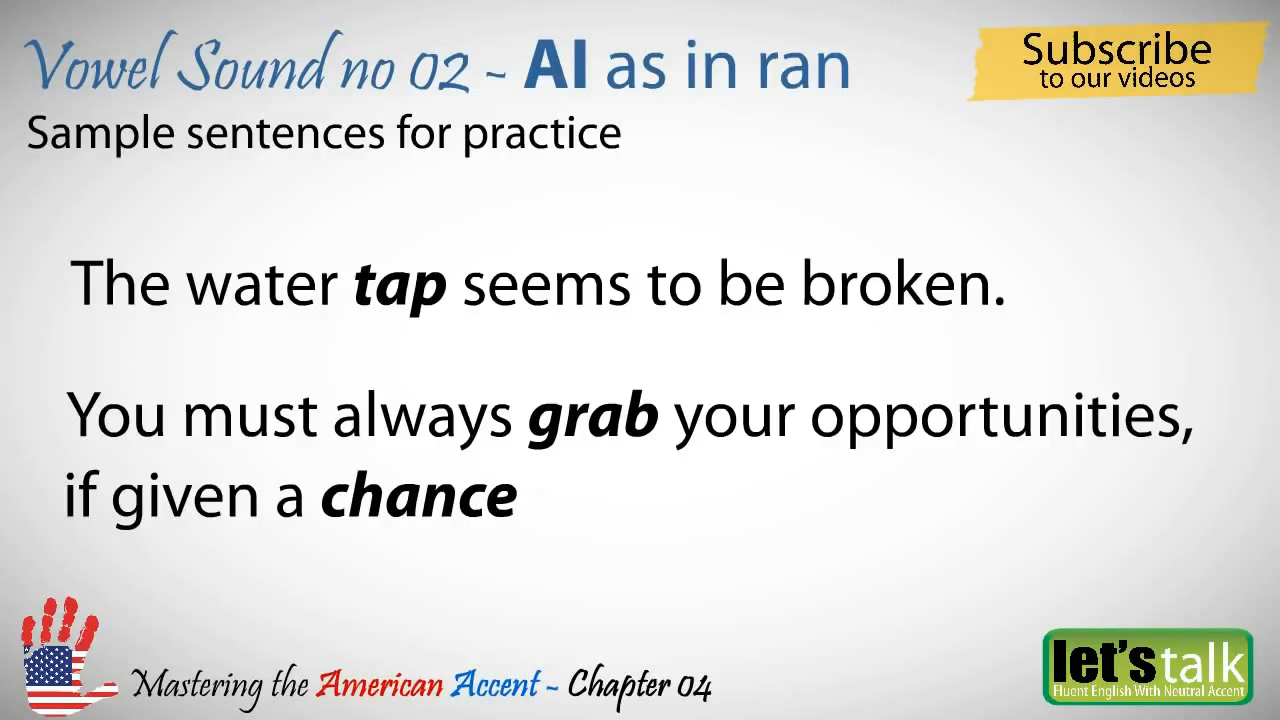 Vowel Sound no 02 - AI as in ran
Subscribe
to our videos
Sample sentences for practice
The water tap seems to be broken.
You must always grab your opportunities,
if given a chance
Mastering the American Accent - Chapter 04
let's talk
Fluent English With Neutral Accent